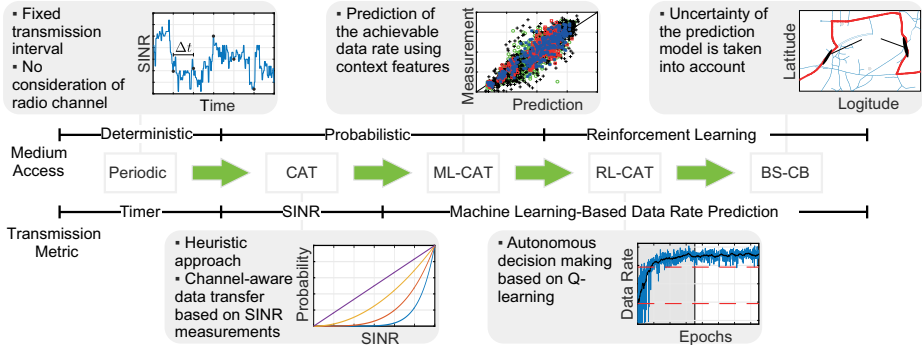 ▪ Fixed
transmission
interval
▪ No
consideration of
radio channel
SINR
Δt
Time
▪ Prediction of
the achievable
data rate using
context features
Measurement
Prediction
▪ Uncertainty of
the prediction
model is taken
into account
Latitude
Logitude
Medium
Access
Deterministic
Probabilistic
Reinforcement Learning
Periodic
CAT
ML-CAT
RL-CAT
BS-CB
Transmission
Metric
Timer
SINR
Machine Learning-Based Data Rate Prediction
▪ Heuristic
approach
▪ Channel-aware
data transfer
based on SINR
measurements
Probability
SINR
▪ Autonomous
decision making
based on Q-
learning
Data Rate
Epochs